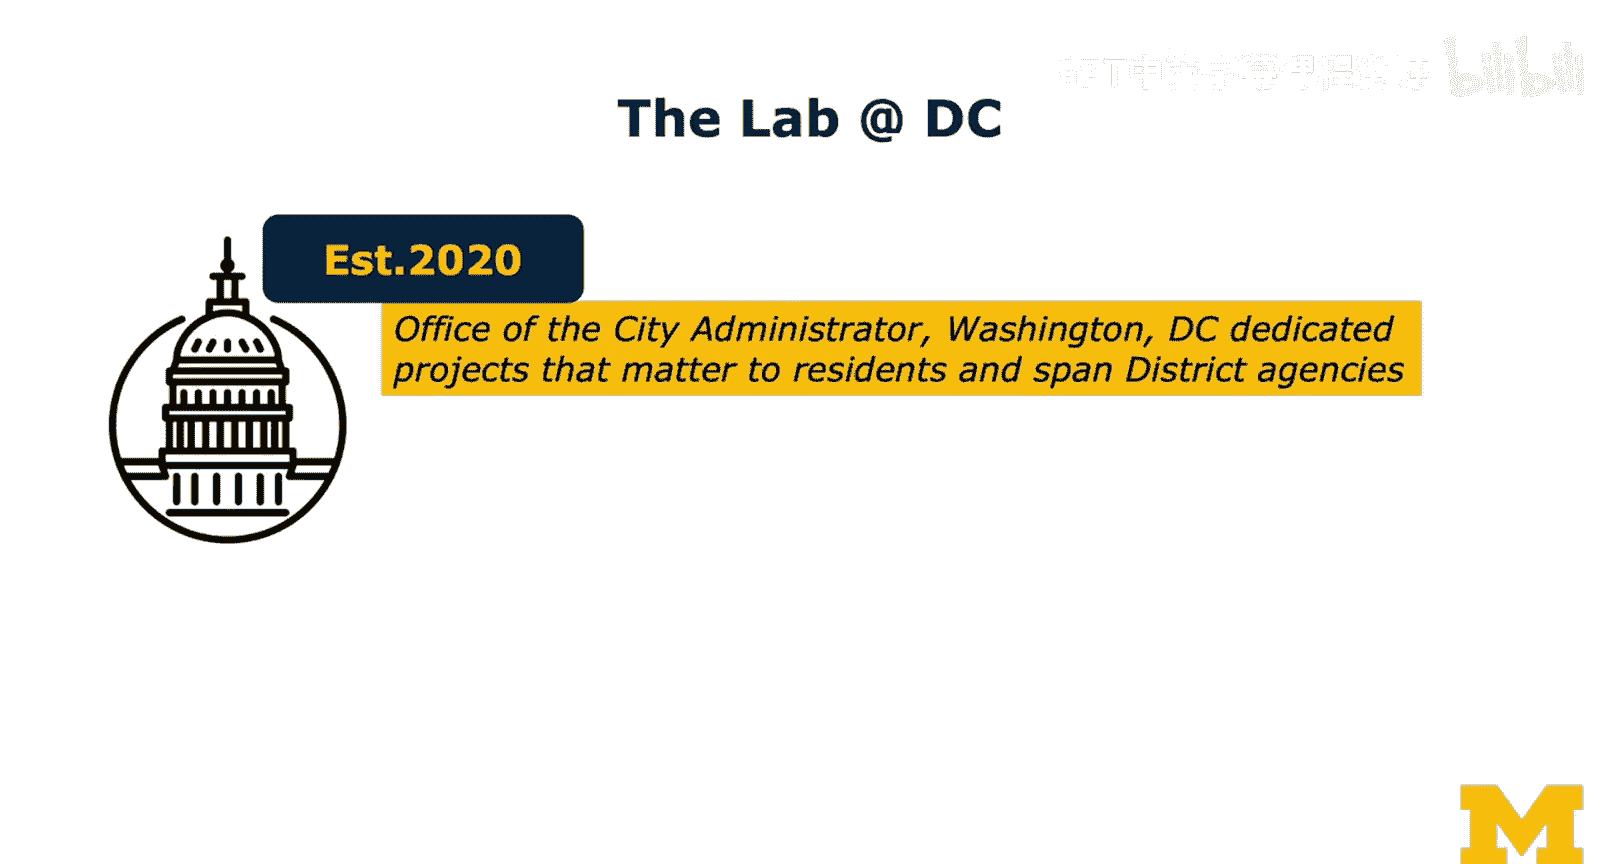 bilibili
The Lab @ DC
Est.2020
Office of the City Administrator, Washington, DC dedicated
projects that matter to residents and span District agencies
M